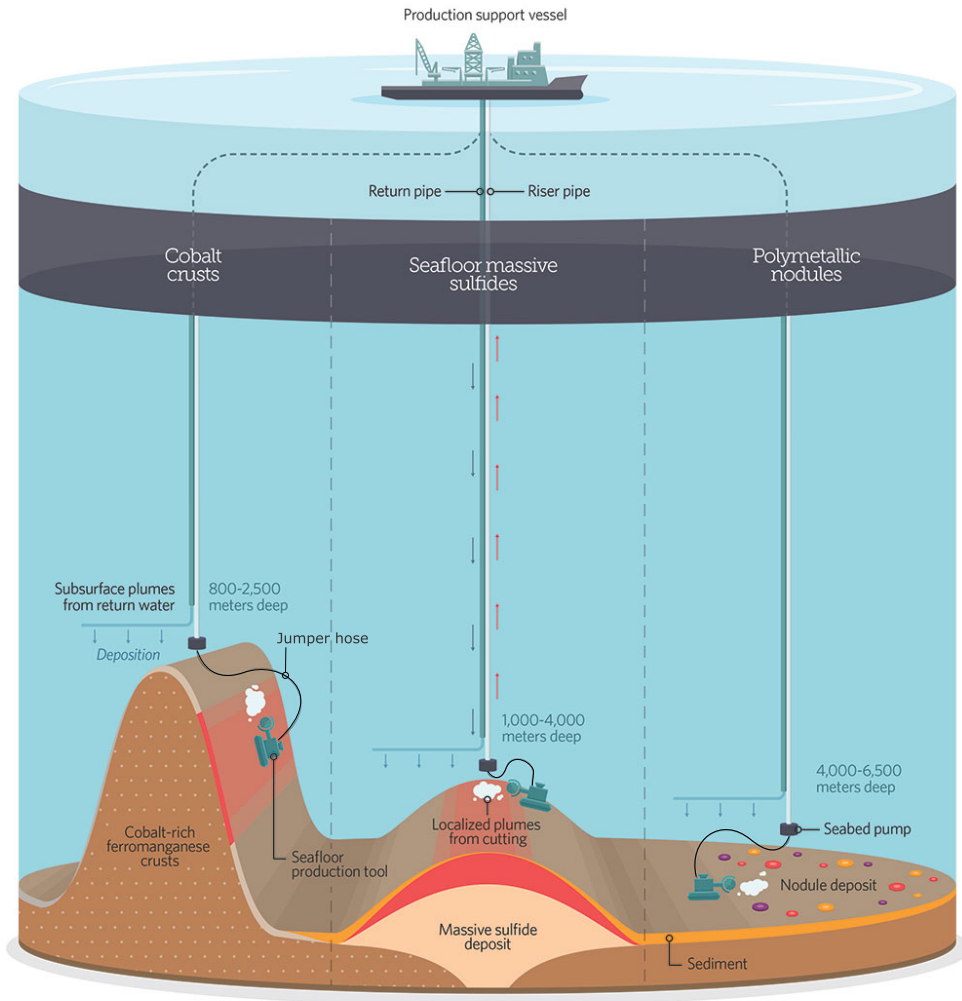 Production support vessel
Return pipe
Riser pipe
Cobalt
crusts
Seafloor massive
sulfides
Polymetallic
nodules
Subsurface plumes
from return water
800-2,500
meters deep
Deposition
Jumper hose
1,000-4,000
meters deep
4,000-6,500
meters deep
Localized plumes
from cutting
Seabed pump
Cobalt-rich
ferromanganese
crusts
Seafloor
production tool
Nodule deposit
Massive sulfide
deposit
Sediment